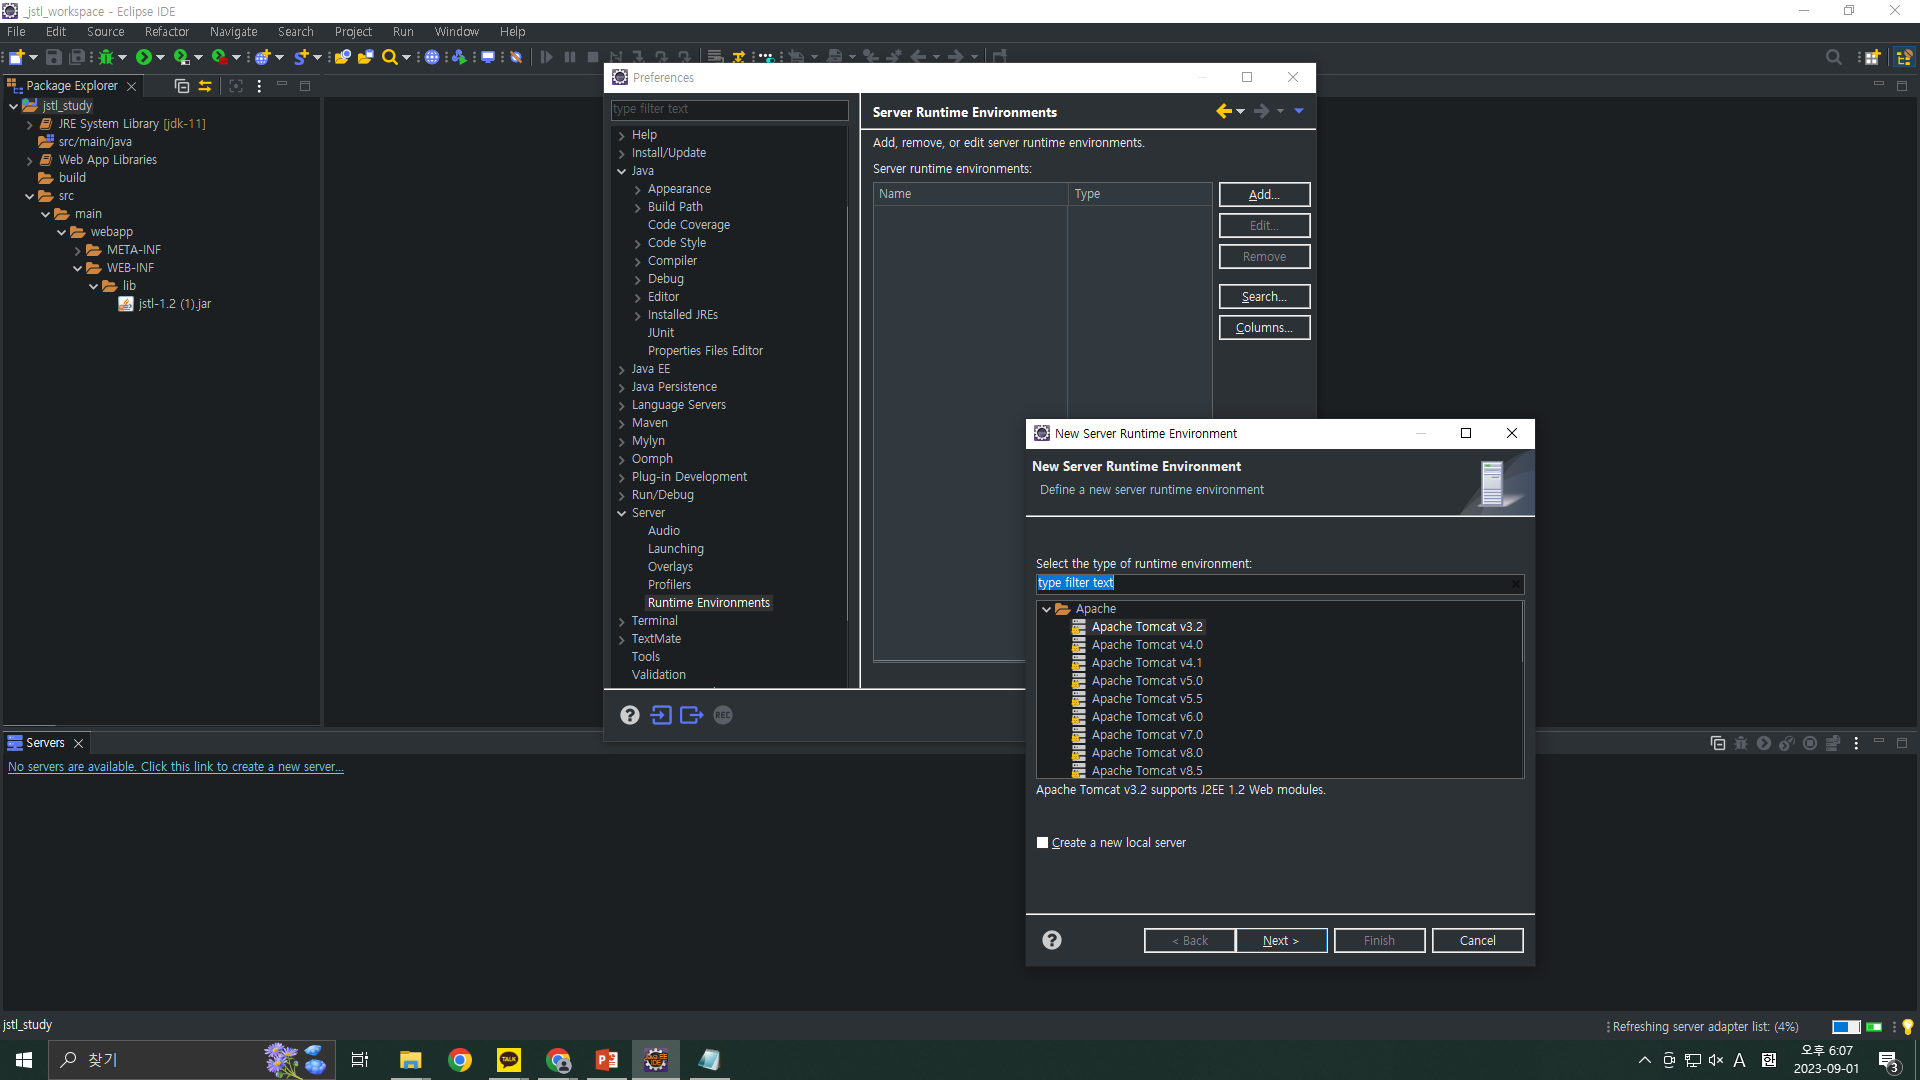 _jstl_workspace - Eclipse IDE
File Edit Source Refactor Navigate Search Project Run Window Help
Package Explorer
jstl_study
JRE System Library [jdk-11]
src/main/java
Web App Libraries
build
src
main
webapp
META-INF
WEB-INF
lib
jstl-1.2 (1).jar
Preferences
type filter text
Help
Install/Update
Java
Appearance
Build Path
Code Coverage
Code Style
Compiler
Debug
Editor
Installed JREs
JUnit
Properties Files Editor
Java EE
Java Persistence
Language Servers
Maven
Mylyn
Oomph
Plug-in Development
Run/Debug
Server
Audio
Launching
Overlays
Profilers
Runtime Environments
Terminal
TextMate
Tools
Validation
REC
Server Runtime Environments
Add, remove, or edit server runtime environments.
Server runtime environments:
Name Type
Add...
Edit...
Remove
Search...
Columns...
New Server Runtime Environment
New Server Runtime Environment
Define a new server runtime environment
Select the type of runtime environment:
type filter text
Apache
Apache Tomcat v3.2
Apache Tomcat v4.0
Apache Tomcat v4.1
Apache Tomcat v5.0
Apache Tomcat v5.5
Apache Tomcat v6.0
Apache Tomcat v7.0
Apache Tomcat v8.0
Apache Tomcat v8.5
Apache Tomcat v3.2 supports J2EE 1.2 Web modules.
Create a new local server
< Back Next > Finish Cancel
Servers
No servers are available. Click this link to create a new server...
jstl_study
Refreshing server adapter list: (4%)
찾기
TALK
Java EE
IDE
A
한
오후 6:07
2023-09-01
3